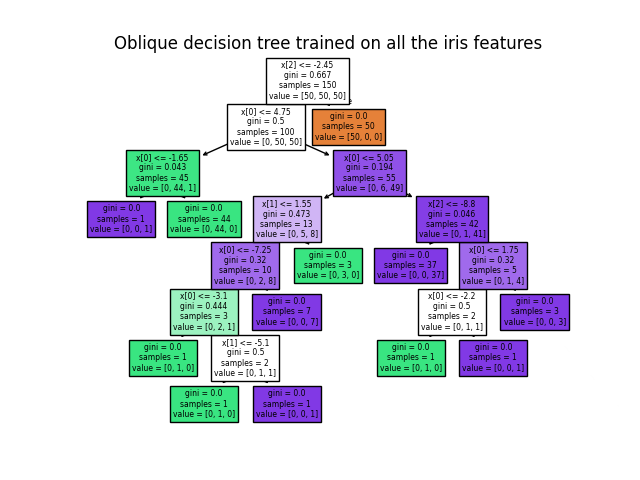 Oblique decision tree trained on all the iris features
x[2] <= -2.45
gini = 0.667
samples = 150
value = [50, 50, 50]
x[0] <= 4.75
gini = 0.5
samples = 100
value = [0, 50, 50]
gini = 0.0
samples = 50
value = [50, 0, 0]
x[0] <= -1.65
gini = 0.043
samples = 45
value = [0, 44, 1]
x[0] <= 5.05
gini = 0.194
samples = 55
value = [0, 6, 49]
gini = 0.0
samples = 1
value = [0, 0, 1]
gini = 0.0
samples = 44
value = [0, 44, 0]
x[1] <= 1.55
gini = 0.473
samples = 13
value = [0, 5, 8]
x[2] <= -8.8
gini = 0.046
samples = 42
value = [0, 1, 41]
x[0] <= -7.25
gini = 0.32
samples = 10
value = [0, 2, 8]
gini = 0.0
samples = 3
value = [0, 3, 0]
gini = 0.0
samples = 37
value = [0, 0, 37]
x[0] <= 1.75
gini = 0.32
samples = 5
value = [0, 1, 4]
x[0] <= -3.1
gini = 0.444
samples = 3
value = [0, 2, 1]
gini = 0.0
samples = 7
value = [0, 0, 7]
x[0] <= -2.2
gini = 0.5
samples = 2
value = [0, 1, 1]
gini = 0.0
samples = 3
value = [0, 0, 3]
gini = 0.0
samples = 1
value = [0, 1, 0]
x[1] <= -5.1
gini = 0.5
samples = 2
value = [0, 1, 1]
gini = 0.0
samples = 1
value = [0, 1, 0]
gini = 0.0
samples = 1
value = [0, 0, 1]
gini = 0.0
samples = 1
value = [0, 1, 0]
gini = 0.0
samples = 1
value = [0, 0, 1]